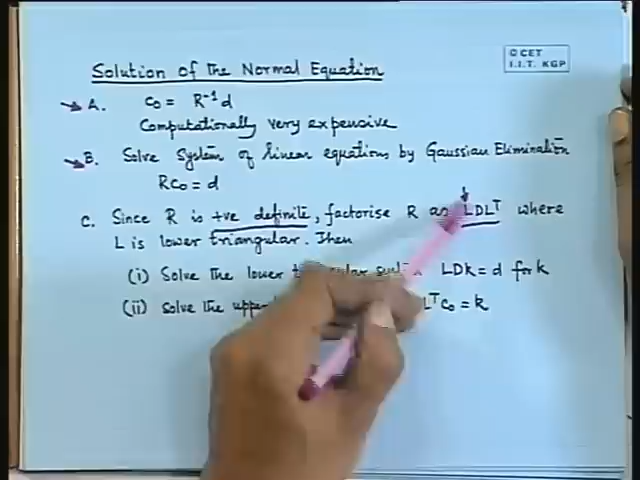 Solution of the Normal Equation
© CET
I.I.T. KGP
A. c₀ = R⁻¹d
Computationally very expensive
B. Solve System of linear equations by Gaussian Elimination
Rc₀ = d
C. Since R is +ve definite, factorise R as LDLᵀ where
L is lower triangular. Then
(i) Solve the lower LDk = d for k
(ii) Solve the Lᵀc₀ = k